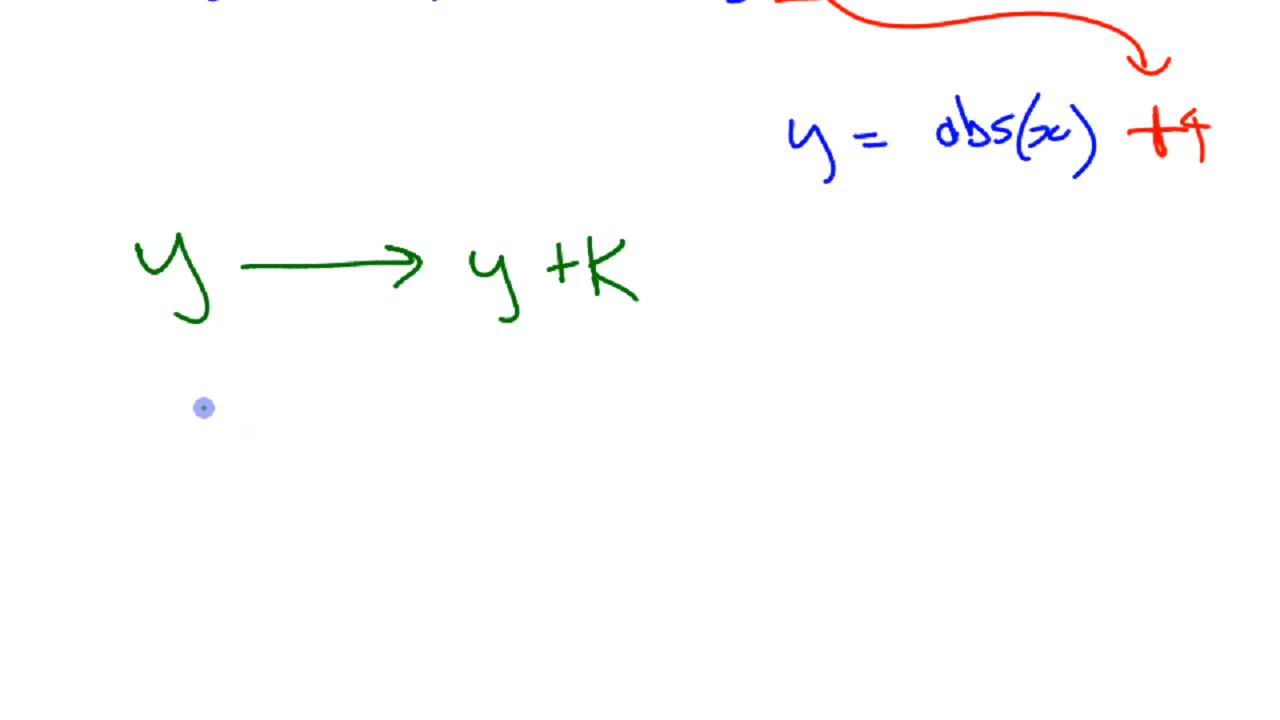 y = abs(x) +4
y ⟶ y +K